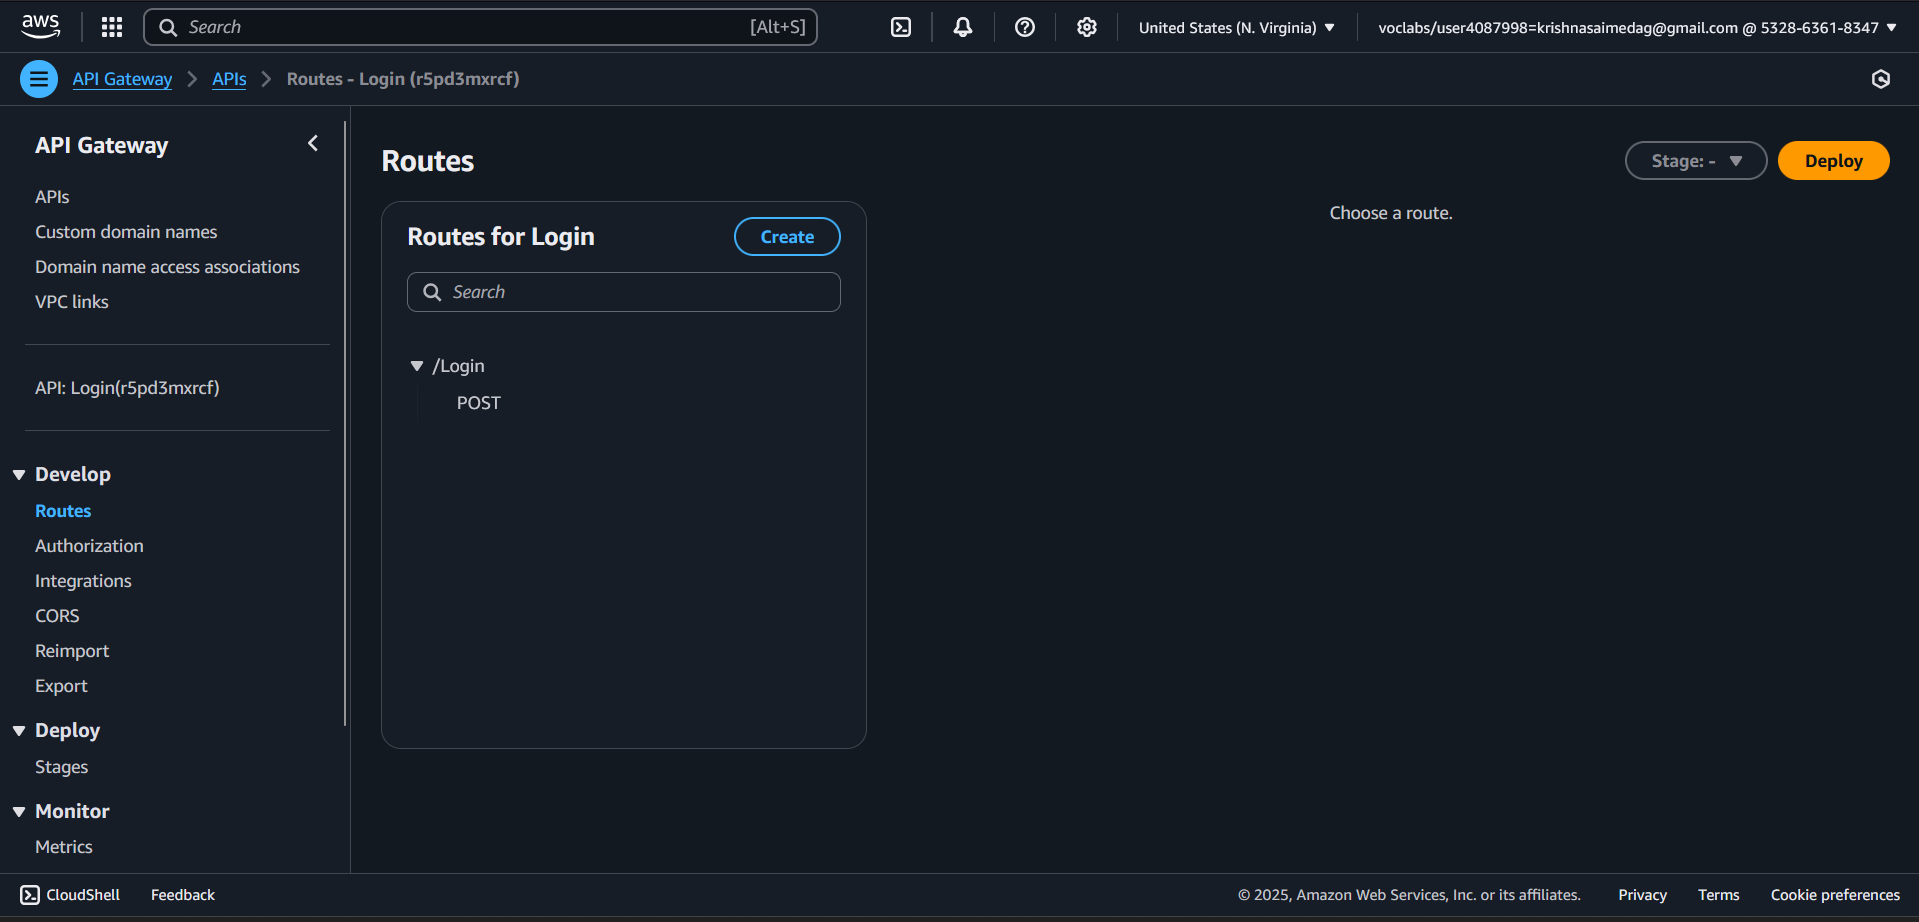 aws
Search [Alt+S]
United States (N. Virginia)
voclabs/user4087998=krishnasaimedag@gmail.com @ 5328-6361-8347
API Gateway
APIs
Routes - Login (r5pd3mxrcf)
API Gateway
APIs
Custom domain names
Domain name access associations
VPC links
API: Login(r5pd3mxrcf)
Develop
Routes
Authorization
Integrations
CORS
Reimport
Export
Deploy
Stages
Monitor
Metrics
Routes
Stage: -
Deploy
Routes for Login
Create
Search
/Login
POST
Choose a route.
CloudShell
Feedback
© 2025, Amazon Web Services, Inc. or its affiliates.
Privacy
Terms
Cookie preferences